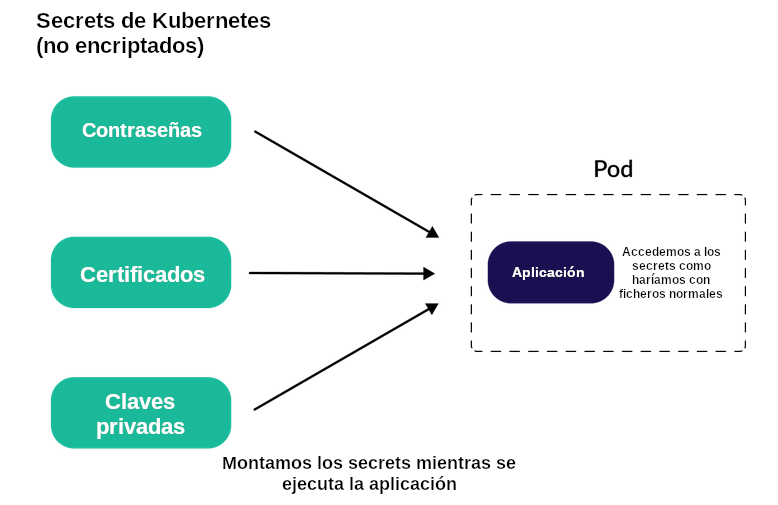 Secrets de Kubernetes
(no encriptados)
Contraseñas
Pod
Certificados
Aplicación
Accedemos a los
secrets como
haríamos con
ficheros normales
Claves
privadas
Montamos los secrets mientras se
ejecuta la aplicación